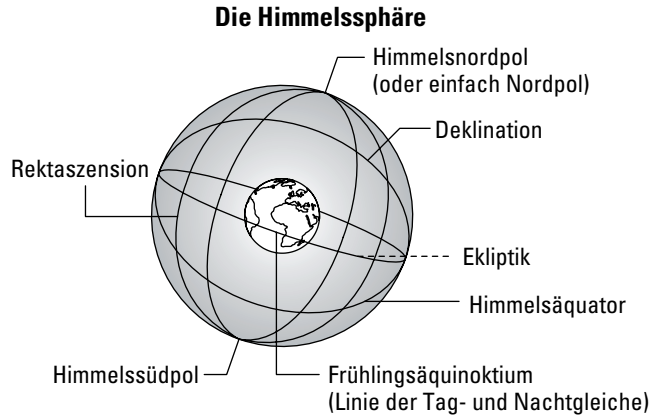 Die Himmelssphäre
Himmelsnordpol
(oder einfach Nordpol)
Deklination
Rektaszension
Ekliptik
Himmelsäquator
Himmelssüdpol
Frühlingsäquinoktium
(Linie der Tag- und Nachtgleiche)